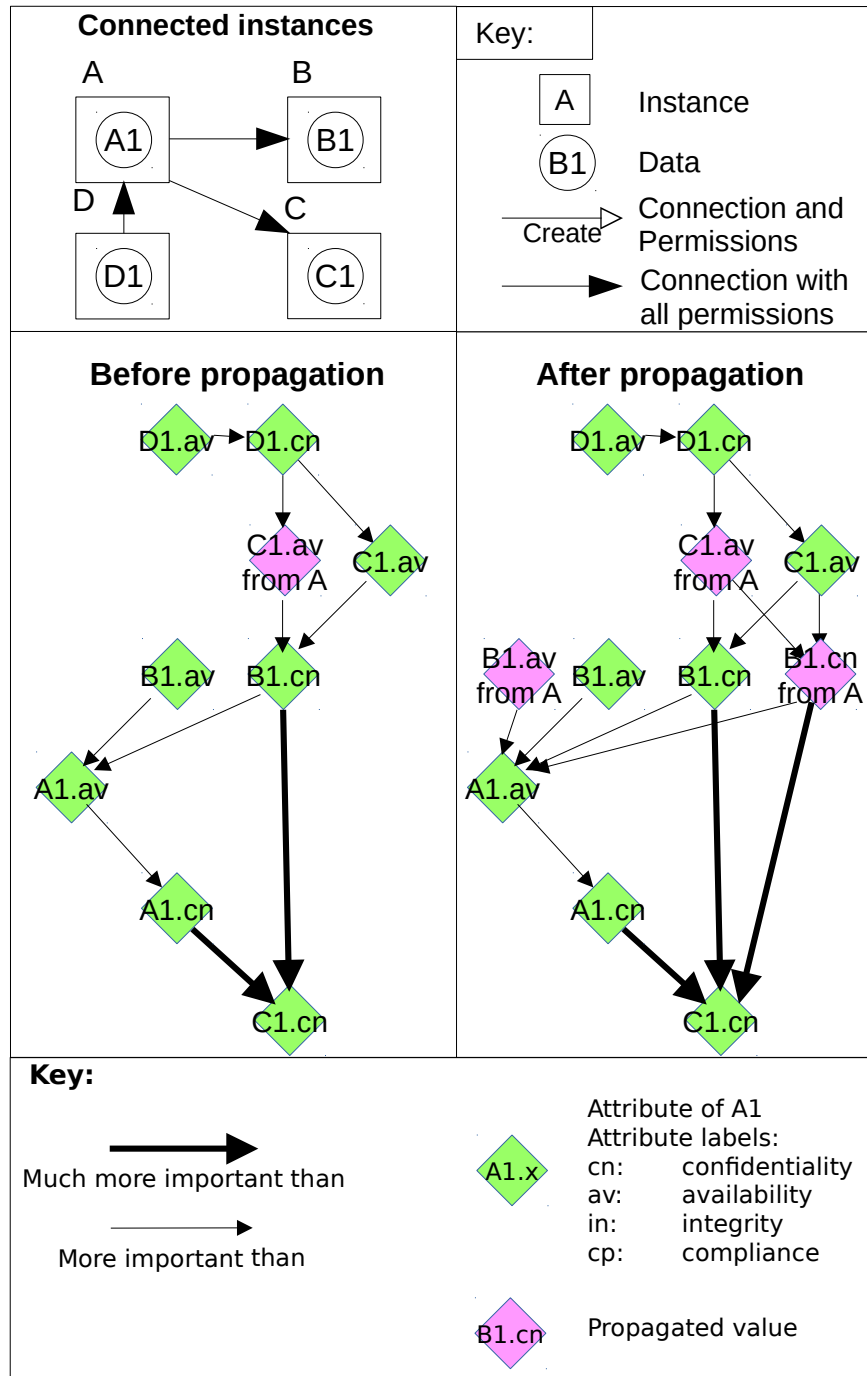 Connected instances
A
B
A1
B1
D
C
D1
C1
Key:
A
Instance
B1
Data
Create
Connection and
Permissions
Connection with
all permissions
Before propagation
D1.av
D1.cn
C1.av
from A
C1.av
B1.av
B1.cn
A1.av
A1.cn
C1.cn
After propagation
D1.av
D1.cn
C1.av
from A
C1.av
B1.av
from A
B1.av
B1.cn
B1.cn
from A
A1.av
A1.cn
C1.cn
Key:
Much more important than
More important than
A1.x
Attribute of A1
Attribute labels:
cn: confidentiality
av: availability
in: integrity
cp: compliance
B1.cn
Propagated value